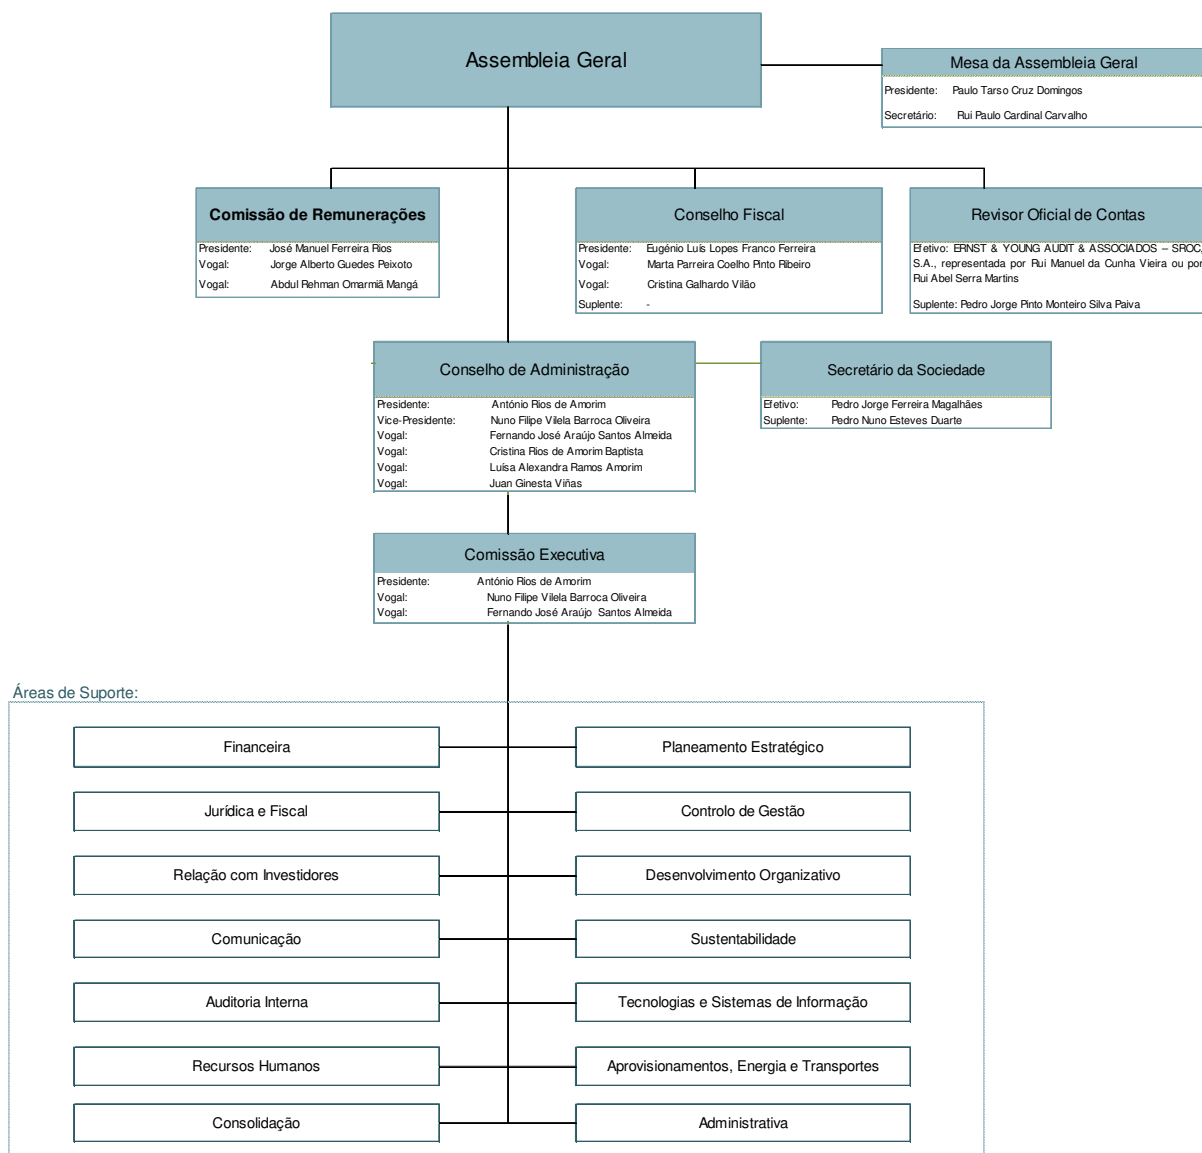 Assembleia Geral
Mesa da Assembleia Geral
Presidente: Paulo Tarso Cruz Domingos
Secretário: Rui Paulo Cardinal Carvalho
Comissão de Remunerações
Presidente: José Manuel Ferreira Rios
Vogal: Jorge Alberto Guedes Peixoto
Vogal: Abdul Rehman Omarmiã Mangá
Conselho Fiscal
Presidente: Eugénio Luís Lopes Franco Ferreira
Vogal: Marta Parreira Coelho Pinto Ribeiro
Vogal: Cristina Galhardo Vilão
Suplente: -
Revisor Oficial de Contas
Efetivo: ERNST & YOUNG AUDIT & ASSOCIADOS – SROC,
S.A., representada por Rui Manuel da Cunha Vieira ou por
Rui Abel Serra Martins
Suplente: Pedro Jorge Pinto Monteiro Silva Paiva
Conselho de Administração
Presidente: António Rios de Amorim
Vice-Presidente: Nuno Filipe Vilela Barroca Oliveira
Vogal: Fernando José Araújo Santos Almeida
Vogal: Cristina Rios de Amorim Baptista
Vogal: Luísa Alexandra Ramos Amorim
Vogal: Juan Ginesta Viñas
Secretário da Sociedade
Efetivo: Pedro Jorge Ferreira Magalhães
Suplente: Pedro Nuno Esteves Duarte
Comissão Executiva
Presidente: António Rios de Amorim
Vogal: Nuno Filipe Vilela Barroca Oliveira
Vogal: Fernando José Araújo Santos Almeida
Áreas de Suporte:
Financeira
Planeamento Estratégico
Jurídica e Fiscal
Controlo de Gestão
Relação com Investidores
Desenvolvimento Organizativo
Comunicação
Sustentabilidade
Auditoria Interna
Tecnologias e Sistemas de Informação
Recursos Humanos
Aprovisionamentos, Energia e Transportes
Consolidação
Administrativa